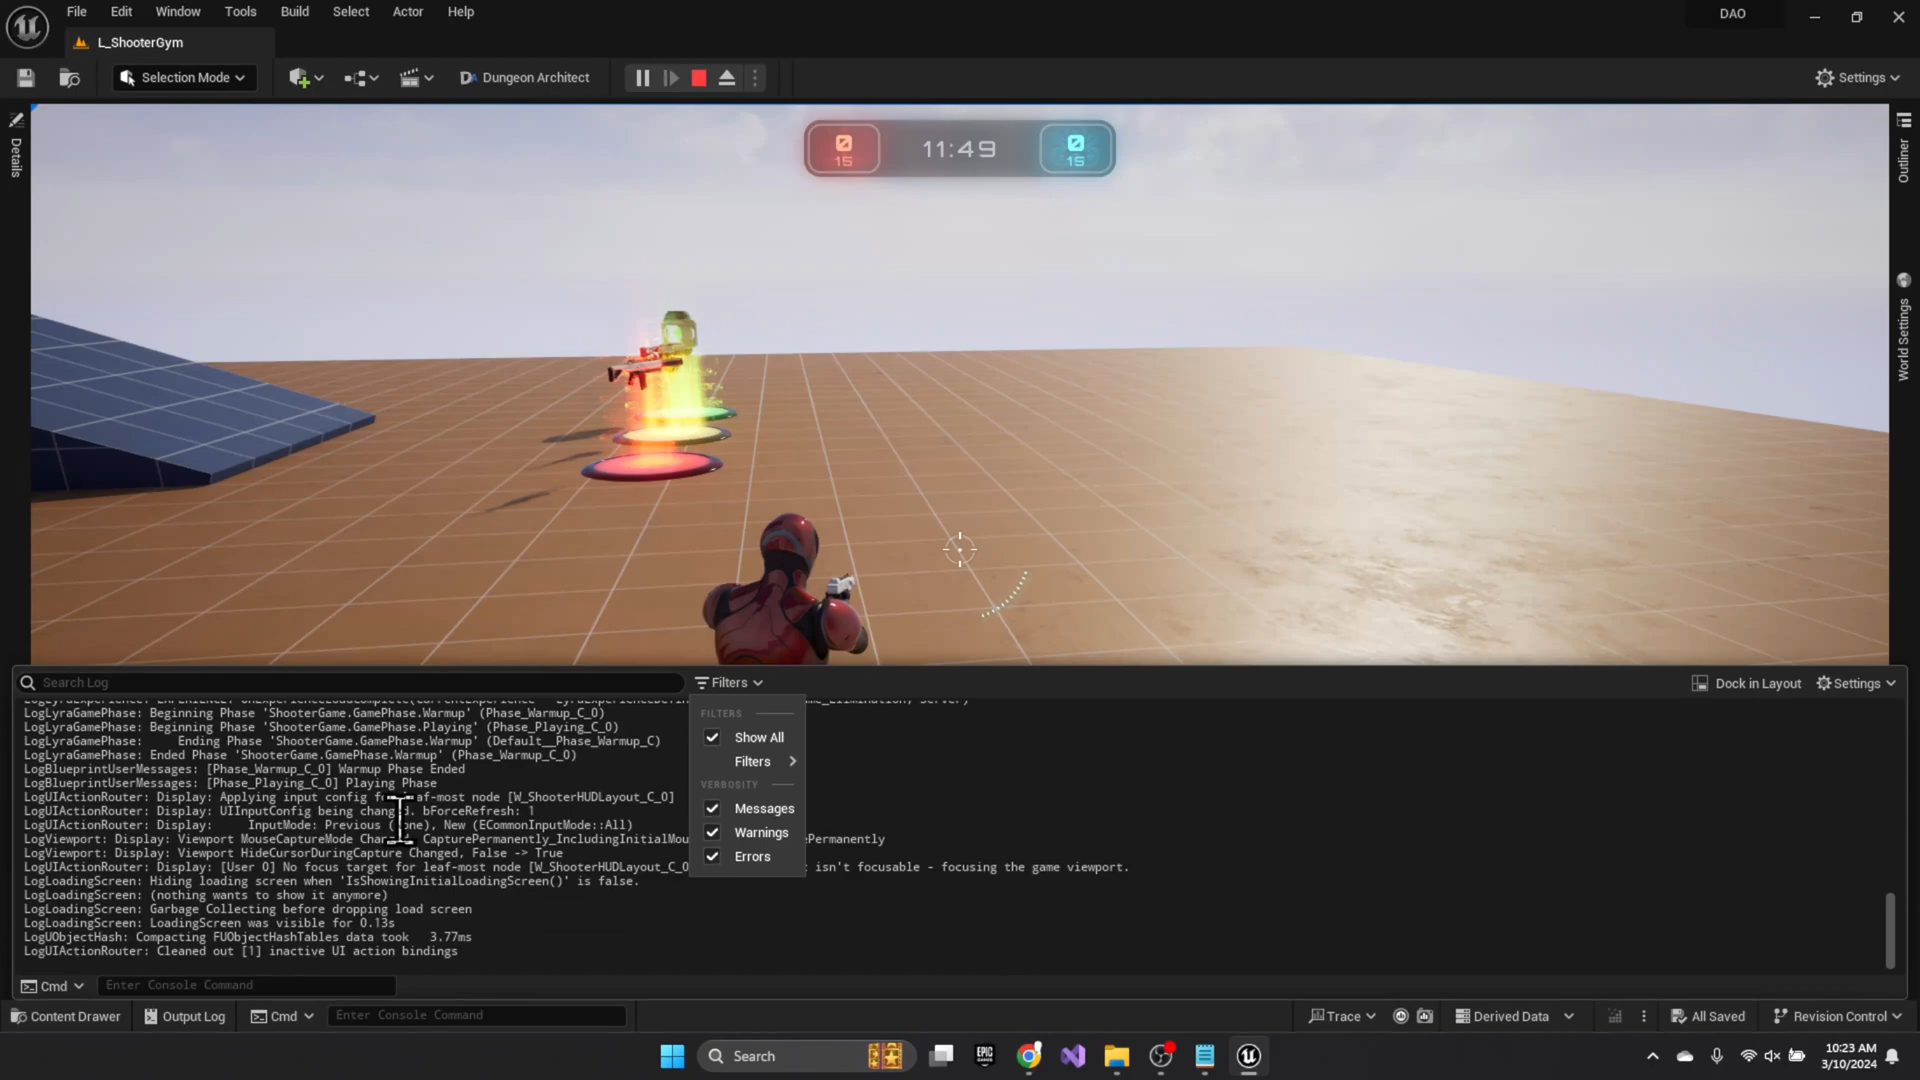 File Edit Window Tools Build Select Actor Help
DAO
L_ShooterGym
Selection Mode
Dungeon Architect
Settings
Details
Outliner
World Settings
0
15
11:49
0
15
Search Log
Filters
Dock in Layout
Settings
LogLyraGamePhase: Beginning Phase 'ShooterGame.GamePhase.Warmup' (Phase_Warmup_C_0)
LogLyraGamePhase: Beginning Phase 'ShooterGame.GamePhase.Playing' (Phase_Playing_C_0)
LogLyraGamePhase: Ending Phase 'ShooterGame.GamePhase.Warmup' (Default__Phase_Warmup_C)
LogLyraGamePhase: Ended Phase 'ShooterGame.GamePhase.Warmup' (Phase_Warmup_C_0)
LogBlueprintUserMessages: [Phase_Warmup_C_0] Warmup Phase Ended
LogBlueprintUserMessages: [Phase_Playing_C_0] Playing Phase
LogUIActionRouter: Display: Applying input config leaf-most node [W_ShooterHUDLayout_C_0]
LogUIActionRouter: Display: UIInputConfig being changed. bForceRefresh: 1
LogUIActionRouter: Display: InputMode: Previous (None), New (ECommonInputMode::All)
LogViewport: Display: Viewport MouseCaptureMode CapturePermanently_IncludingInitialMou ePermanently
LogViewport: Display: Viewport HideCursorDuringCapture Changed, False -> True
LogUIActionRouter: Display: [User 0] No focus target for leaf-most node [W_ShooterHUDLayout_C_0 isn't focusable - focusing the game viewport.
LogLoadingScreen: Hiding loading screen when 'IsShowingInitialLoadingScreen()' is false.
LogLoadingScreen: (nothing wants to show it anymore)
LogLoadingScreen: Garbage Collecting before dropping load screen
LogLoadingScreen: LoadingScreen was visible for 0.13s
LogUObjectHash: Compacting FUObjectHashTables data took 3.77ms
LogUIActionRouter: Cleaned out [1] inactive UI action bindings
FILTERS
Show All
Filters
VERBOSITY
Messages
Warnings
Errors
Cmd
Enter Console Command
Content Drawer
Output Log
Cmd
Enter Console Command
Trace
Derived Data
All Saved
Revision Control
Search
EPIC
10:23 AM
3/10/2024